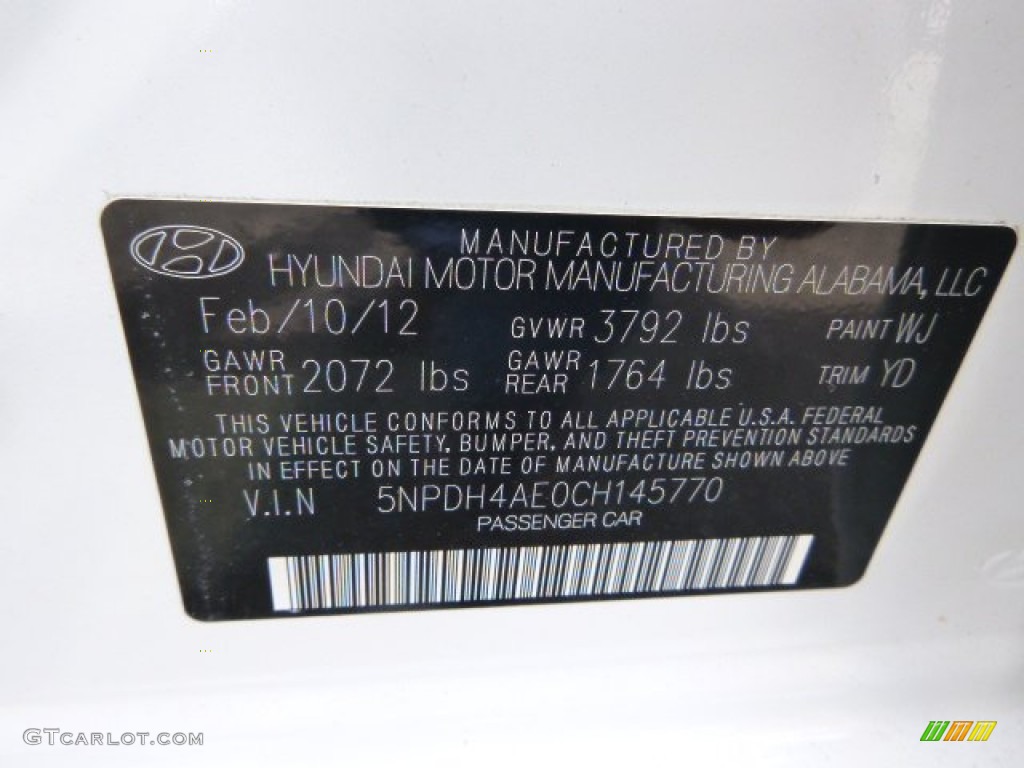 MANUFACTURED BY
HYUNDAI MOTOR MANUFACTURING ALABAMA, LLC
Feb/10/12 GVWR 3792 lbs PAINT WJ
GAWR FRONT 2072 lbs GAWR REAR 1764 lbs TRIM YD
THIS VEHICLE CONFORMS TO ALL APPLICABLE U.S.A. FEDERAL
MOTOR VEHICLE SAFETY, BUMPER, AND THEFT PREVENTION STANDARDS
IN EFFECT ON THE DATE OF MANUFACTURE SHOWN ABOVE
V.I.N 5NPDH4AE0CH145770
PASSENGER CAR
GTCARLOT.COM